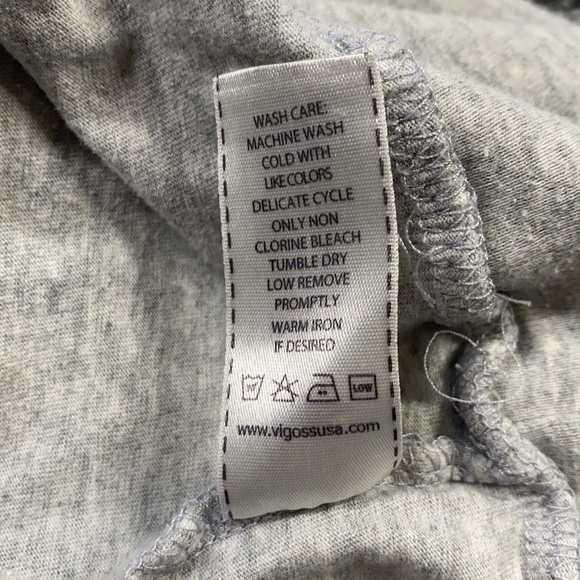 WASH CARE:
MACHINE WASH
COLD WITH
LIKE COLORS
DELICATE CYCLE
ONLY NON
CLORINE BLEACH
TUMBLE DRY
LOW REMOVE
PROMPTLY
WARM IRON
IF DESIRED
LOW
www.vigossusa.com